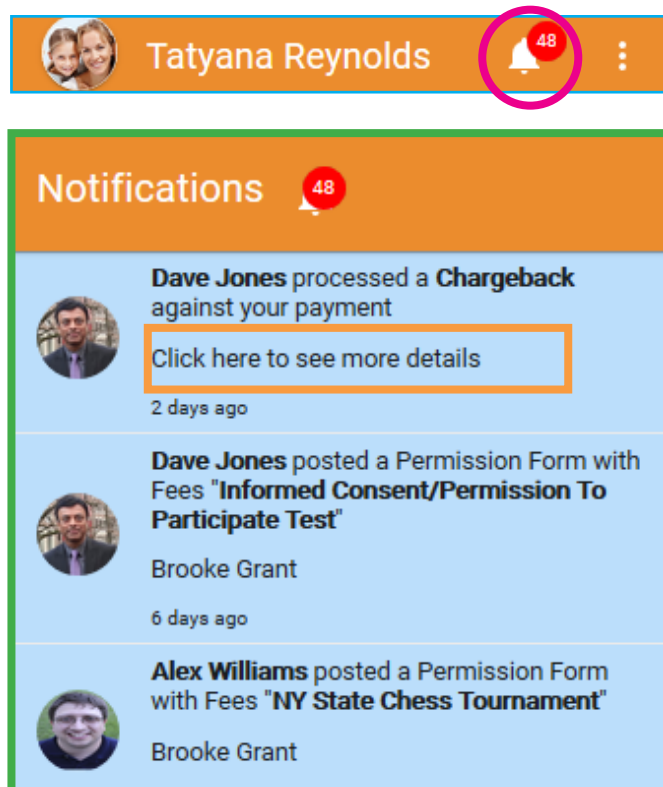 Tatyana Reynolds 48
Notifications 48
Dave Jones processed a Chargeback
against your payment
Click here to see more details
2 days ago
Dave Jones posted a Permission Form with
Fees "Informed Consent/Permission To
Participate Test"
Brooke Grant
6 days ago
Alex Williams posted a Permission Form
with Fees "NY State Chess Tournament"
Brooke Grant